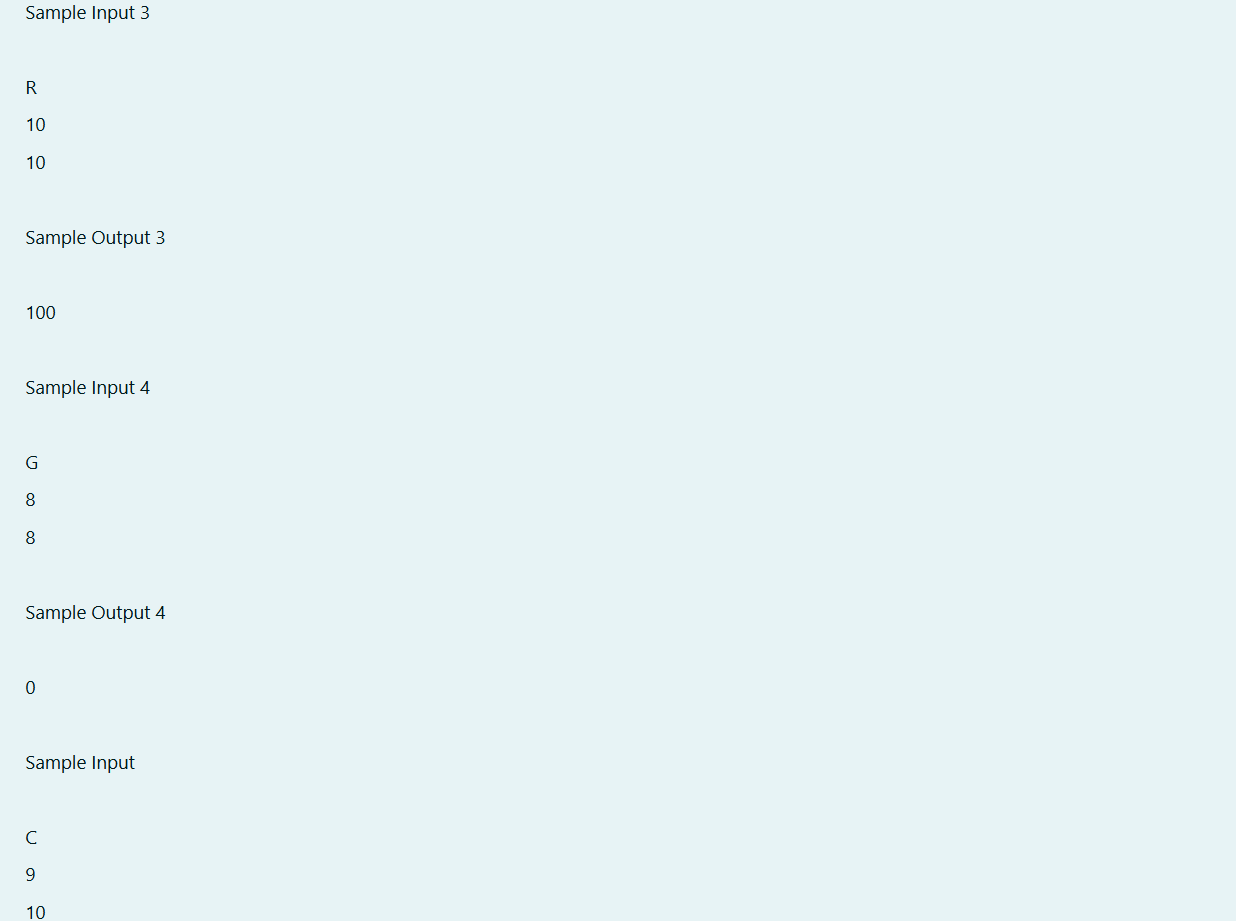 Sample Input 3
R
10
10
Sample Output 3
100
Sample Input 4
G
8
8
Sample Output 4
0
Sample Input
C
9
10